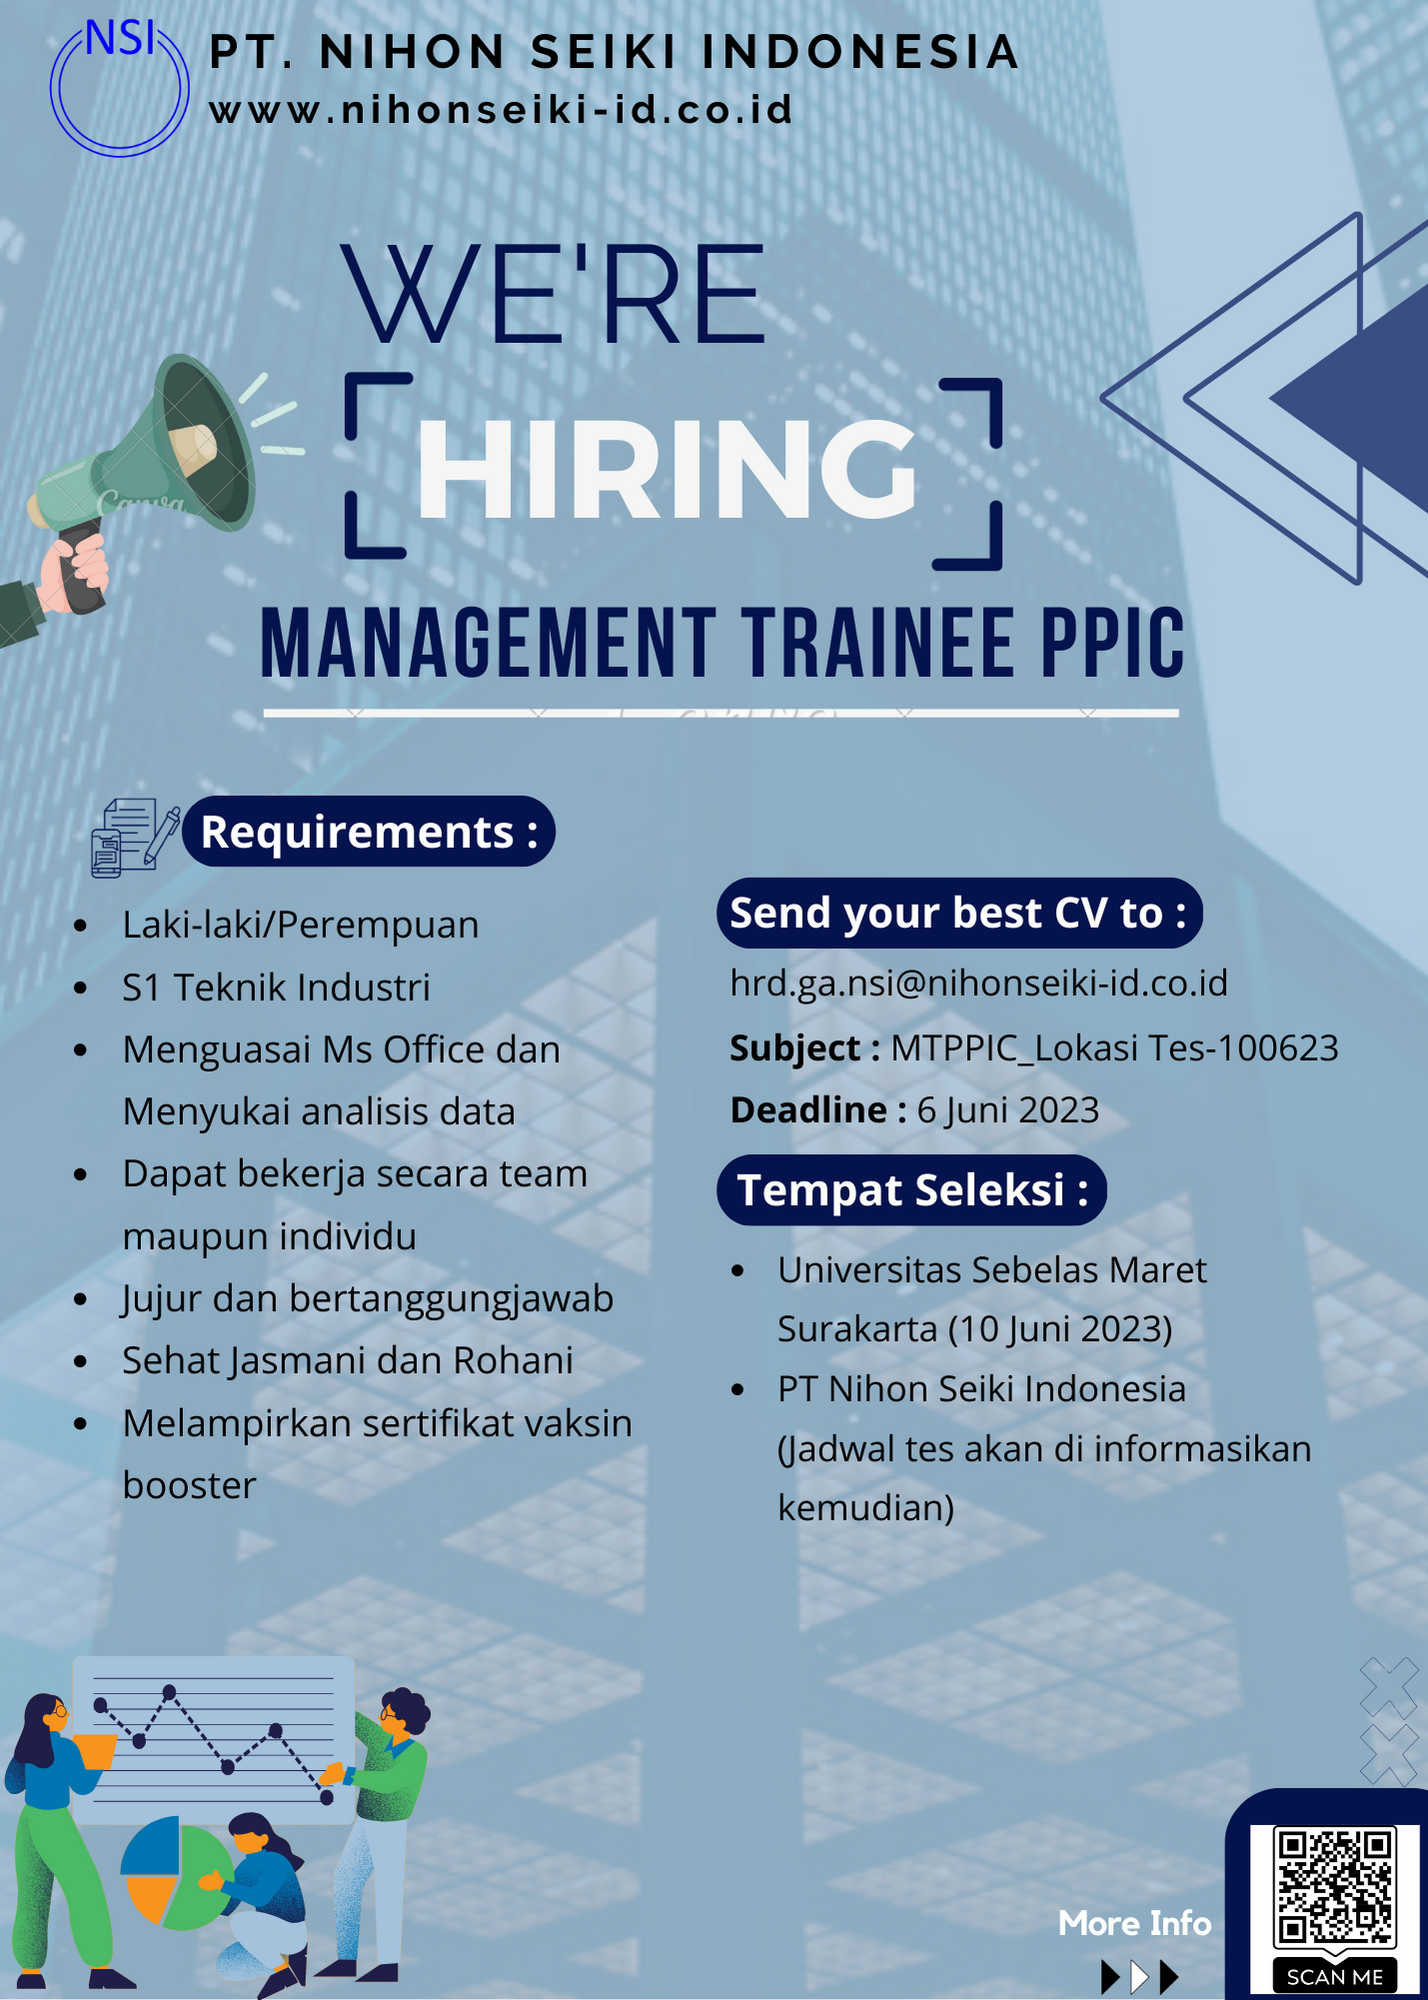 NSI
PT. NIHON SEIKI INDONESIA
www.nihonseiki-id.co.id
WE'RE
HIRING
Canva
MANAGEMENT TRAINEE PPIC
Requirements :
• Laki-laki/Perempuan
• S1 Teknik Industri
• Menguasai Ms Office dan
Menyukai analisis data
• Dapat bekerja secara team
maupun individu
• Jujur dan bertanggungjawab
• Sehat Jasmani dan Rohani
• Melampirkan sertifikat vaksin
booster
Send your best CV to :
hrd.ga.nsi@nihonseiki-id.co.id
Subject : MTPPIC_Lokasi Tes-100623
Deadline : 6 Juni 2023
Tempat Seleksi :
• Universitas Sebelas Maret
Surakarta (10 Juni 2023)
• PT Nihon Seiki Indonesia
(Jadwal tes akan di informasikan
kemudian)
More Info
SCAN ME